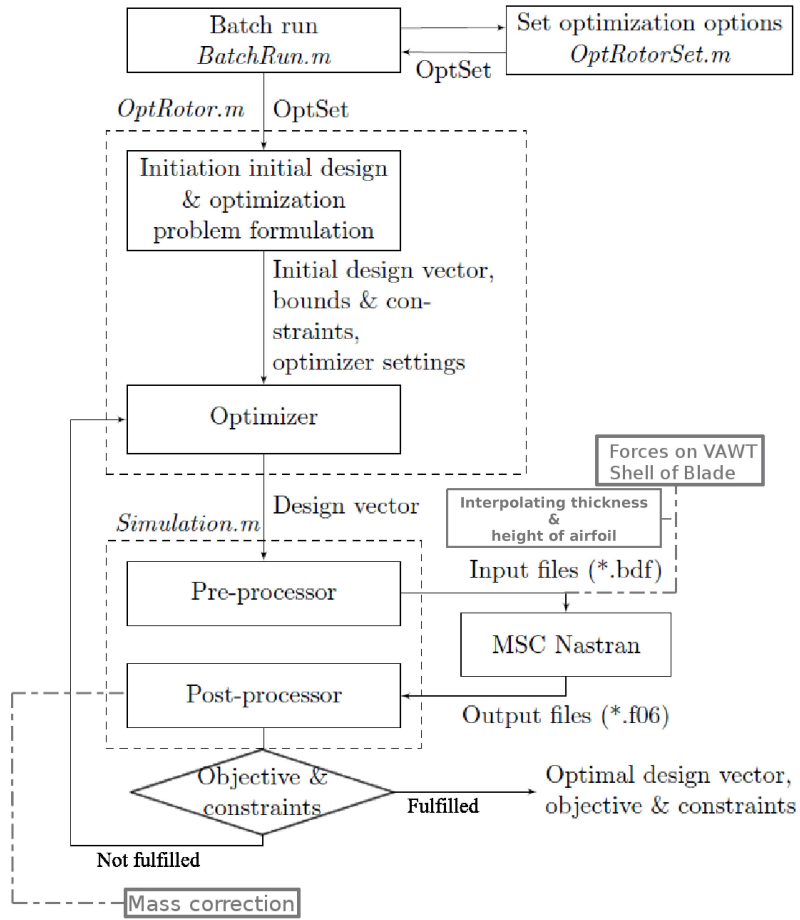 Batch run
BatchRun.m
Set optimization options
OptRotorSet.m
OptSet
OptRotor.m
OptSet
Initiation initial design
& optimization
problem formulation
Initial design vector,
bounds & con-
straints,
optimizer settings
Optimizer
Forces on VAWT
Shell of Blade
Interpolating thickness
&
height of airfoil
Design vector
Simulation.m
Input files (*.bdf)
Pre-processor
MSC Nastran
Post-processor
Output files (*.f06)
Objective &
constraints
Fulfilled
Optimal design vector,
objective & constraints
Not fulfilled
Mass correction